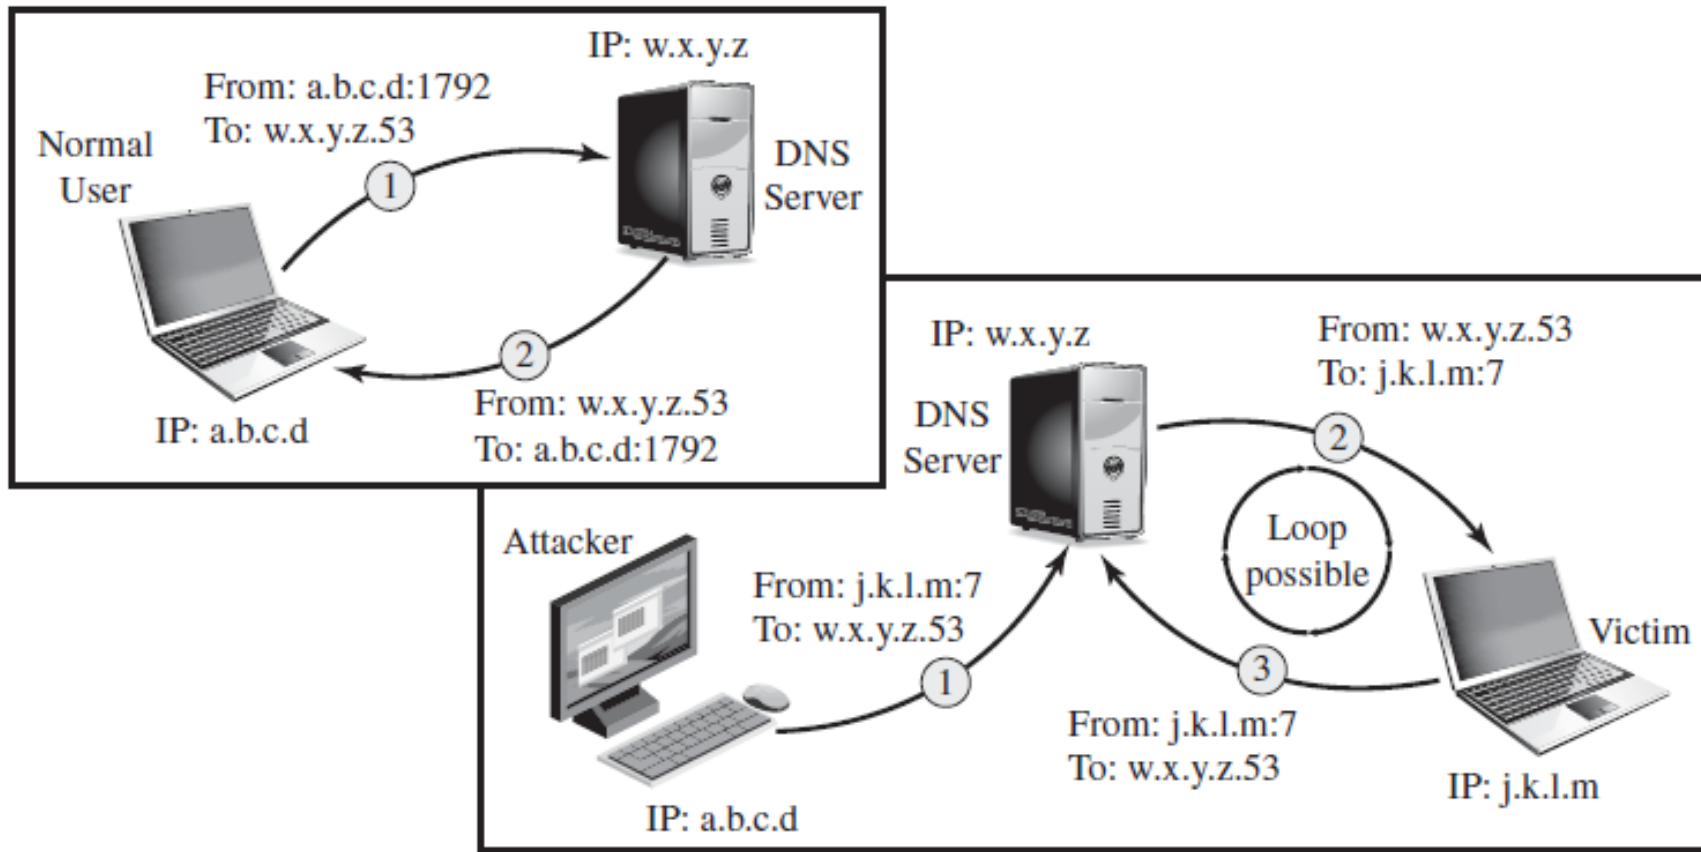 IP: w.x.y.z
From: a.b.c.d:1792
To: w.x.y.z.53
Normal
User
1
DNS
Server
2
From: w.x.y.z.53
To: a.b.c.d:1792
IP: a.b.c.d
IP: w.x.y.z
From: w.x.y.z.53
To: j.k.l.m:7
DNS
Server
2
Loop
possible
Attacker
From: j.k.l.m:7
To: w.x.y.z.53
1
Victim
3
From: j.k.l.m:7
To: w.x.y.z.53
IP: j.k.l.m
IP: a.b.c.d